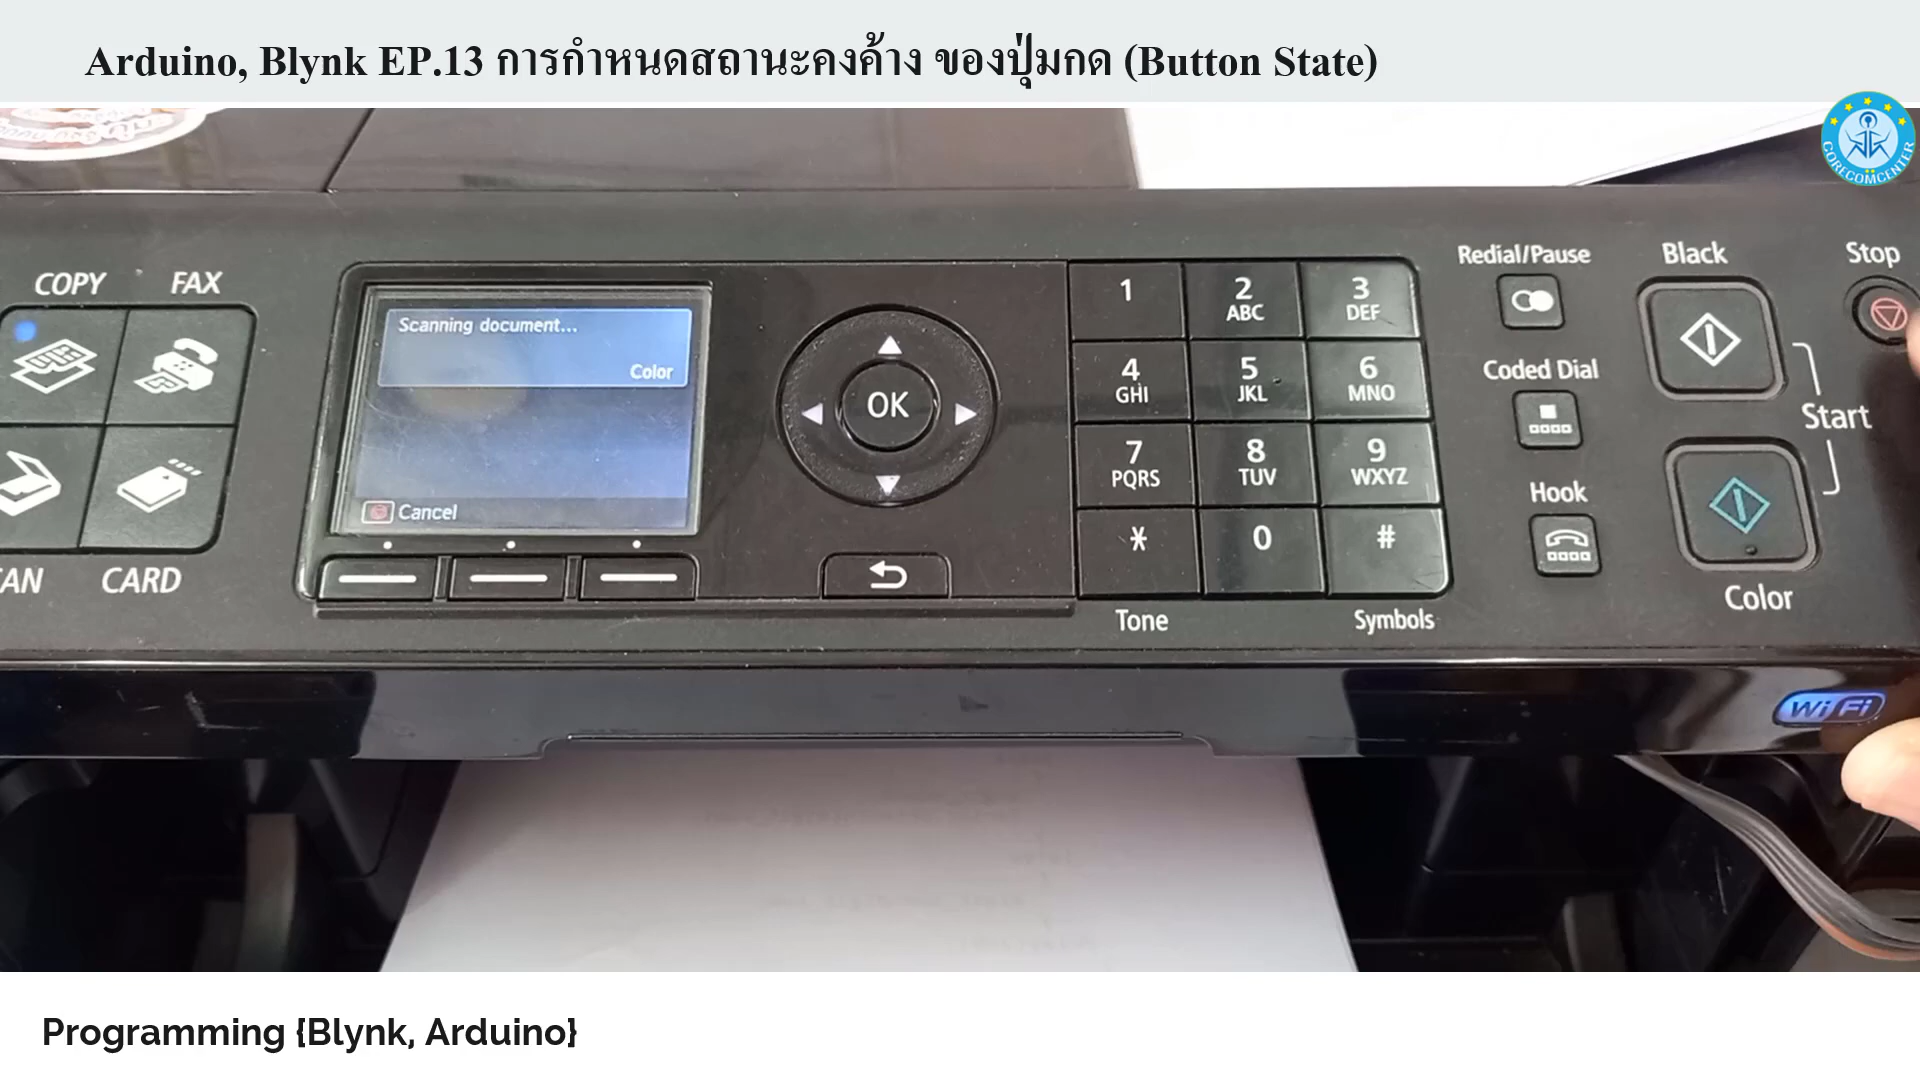 Arduino, Blynk EP.13 การกำหนดสถานะคงค้าง ของปุ่มกด (Button State)
CORECOMCENTER
COPY FAX
Scanning document...
Color
Cancel
OK
1
2 ABC
3 DEF
4 GHI
5 JKL
6 MNO
7 PQRS
8 TUV
9 WXYZ
*
0
#
Tone
Symbols
Redial/Pause
Coded Dial
Hook
Black
Stop
Start
Color
AN CARD
Wi Fi
Programming {Blynk, Arduino}